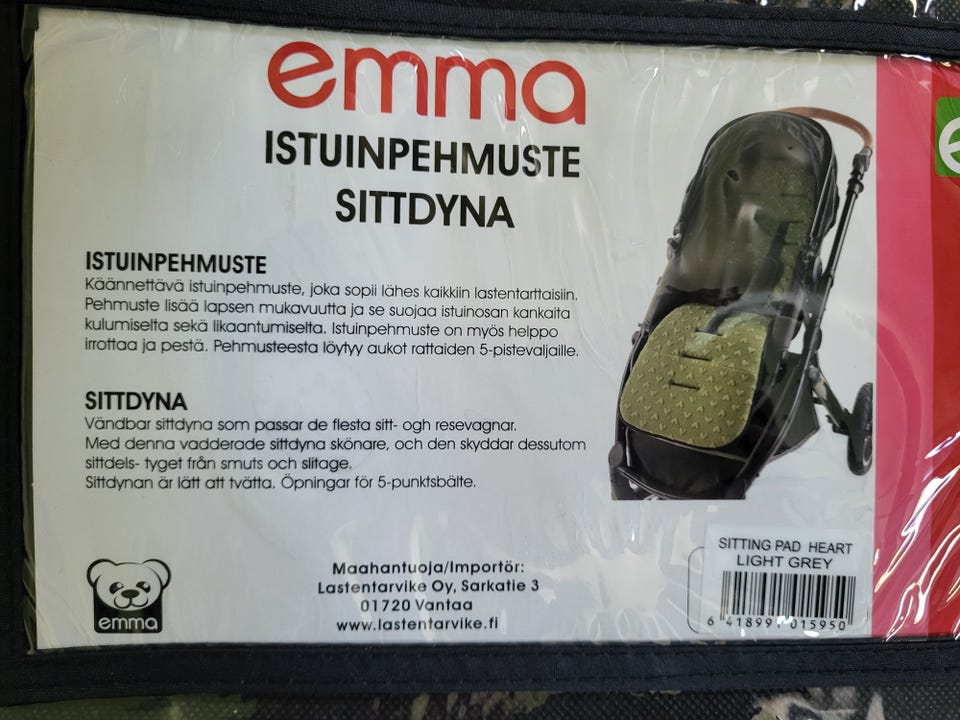 emma
ISTUINPEHMUSTE
SITTDYNA
ISTUINPEHMUSTE
Käännettävä istuinpehmuste, joka sopii lähes kaikkiin lastentarttaisiin.
Pehmuste lisää lapsen mukavuutta ja se suojaa istuinosan kankaita
kulumiselta sekä likaantumiselta. Istuinpehmuste on myös helppo
irrottaa ja pestä. Pehmusteesta löytyy aukot rattaiden 5-pistevaljaille.
SITTDYNA
Vändbar sittdyna som passar de flesta sitt- ogh resevagnar.
Med denna vadderade sittdyna skönare, och den skyddar dessutom
sittdels- tyget från smuts och slitage.
Sittdynan är lätt att tvätta. Öpningar för 5-punktsbälte.
emma
Maahantuoja/Importör:
Lastentarvike Oy, Sarkatie 3
01720 Vantaa
www.lastentarvike.fi
SITTING PAD HEART
LIGHT GREY
6 418991 015950